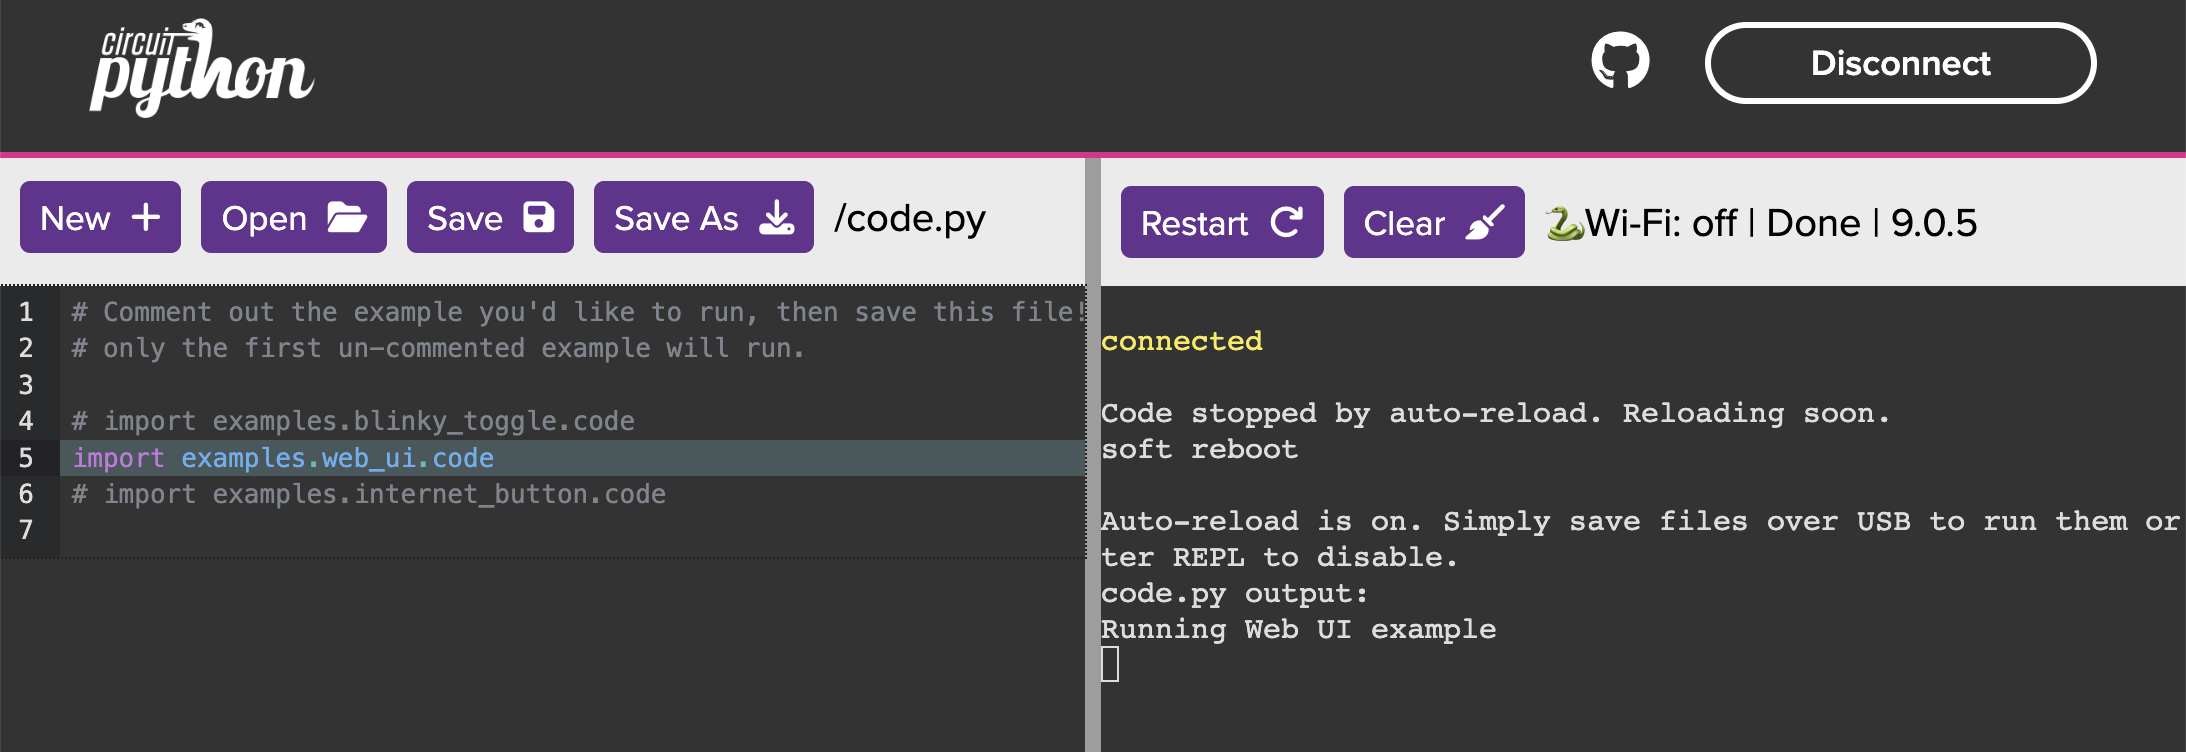 circuit
python
Disconnect
New
Open
Save
Save As
/code.py
Restart
Clear
🐍Wi-Fi: off | Done | 9.0.5
1 # Comment out the example you'd like to run, then save this file!
2 # only the first un-commented example will run.
3
4 # import examples.blinky_toggle.code
5 import examples.web_ui.code
6 # import examples.internet_button.code
7
connected
Code stopped by auto-reload. Reloading soon.
soft reboot
Auto-reload is on. Simply save files over USB to run them or
ter REPL to disable.
code.py output:
Running Web UI example